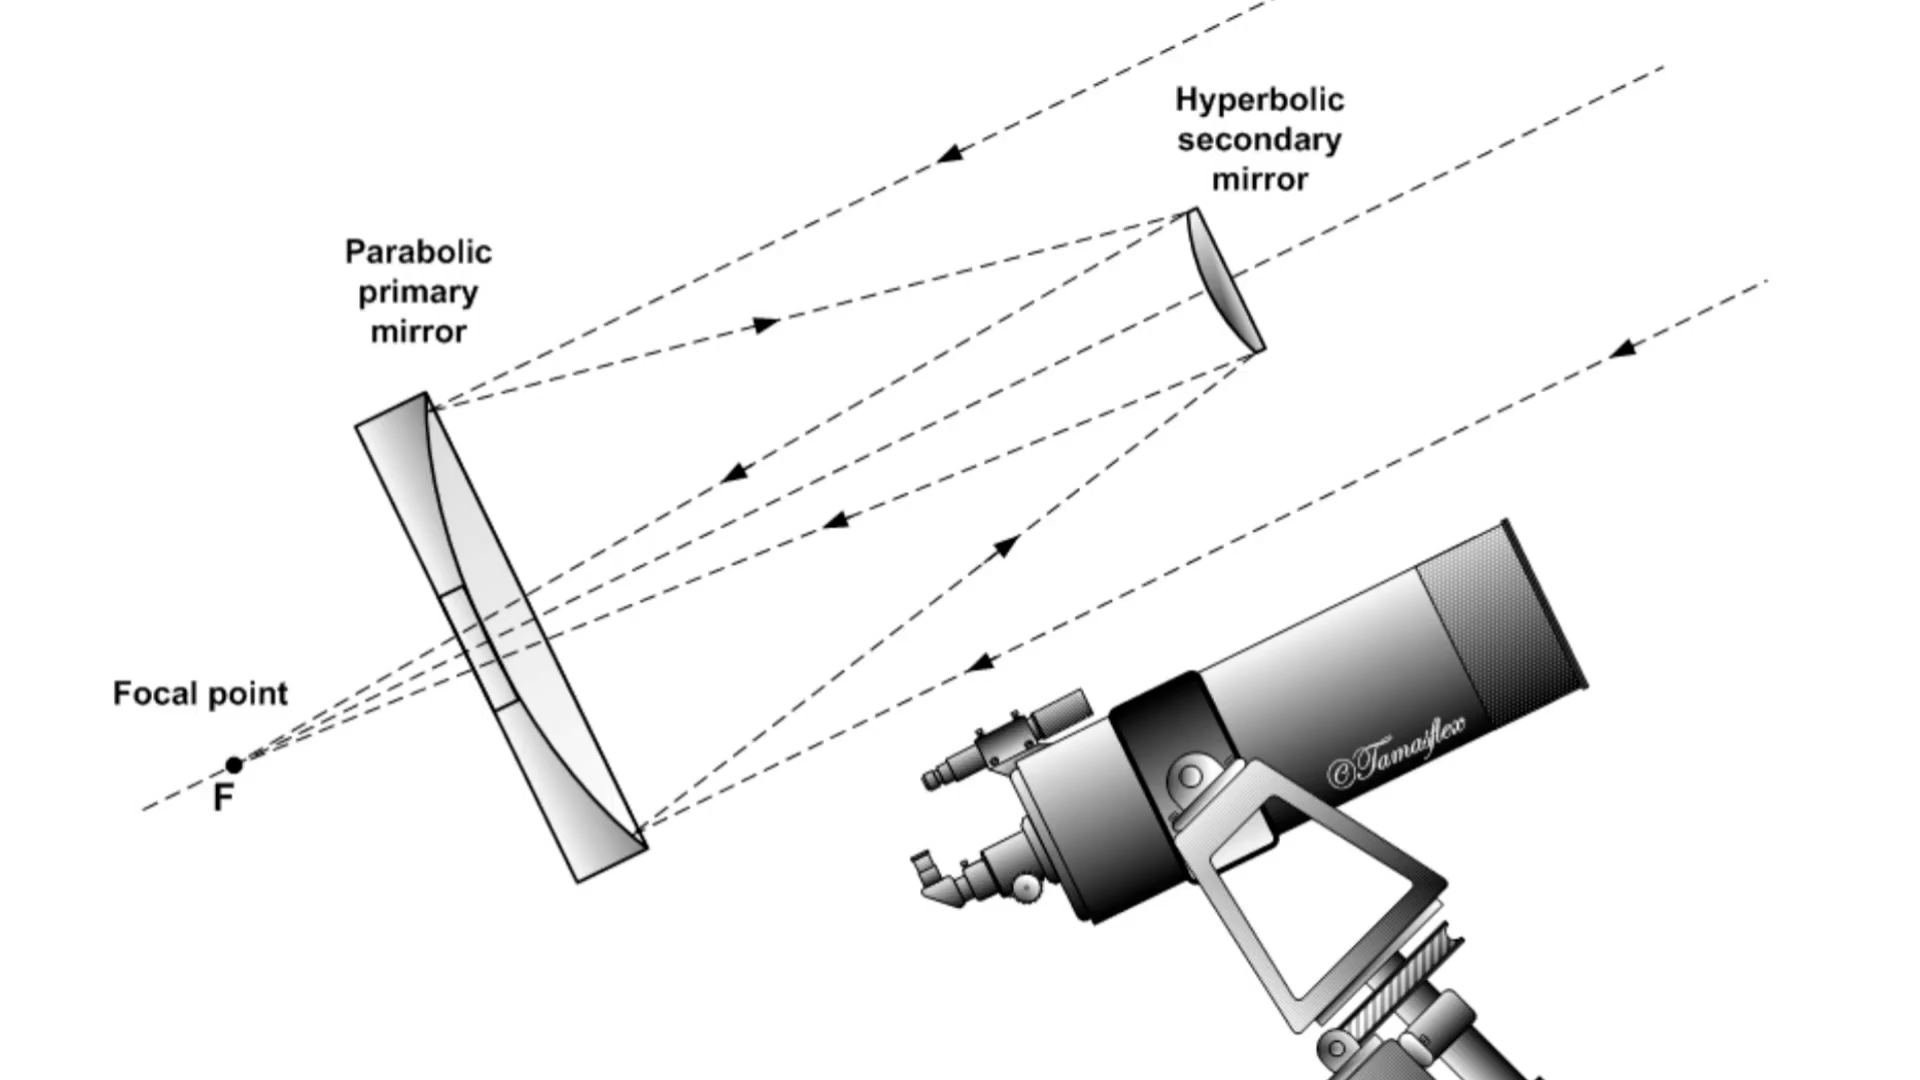 Hyperbolic
secondary
mirror
Parabolic
primary
mirror
Focal point
F
©Tamasflex